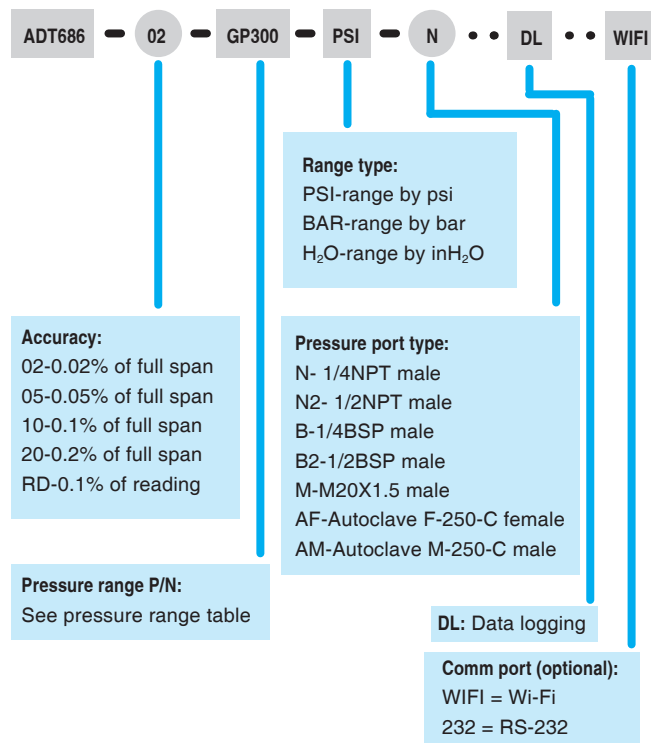 ADT686 – 02 – GP300 – PSI – N • • DL • • WIFI
Range type:
PSI-range by psi
BAR-range by bar
H₂O-range by inH₂O
Accuracy:
02-0.02% of full span
05-0.05% of full span
10-0.1% of full span
20-0.2% of full span
RD-0.1% of reading
Pressure port type:
N- 1/4NPT male
N2- 1/2NPT male
B-1/4BSP male
B2-1/2BSP male
M-M20X1.5 male
AF-Autoclave F-250-C female
AM-Autoclave M-250-C male
Pressure range P/N:
See pressure range table
DL: Data logging
Comm port (optional):
WIFI = Wi-Fi
232 = RS-232